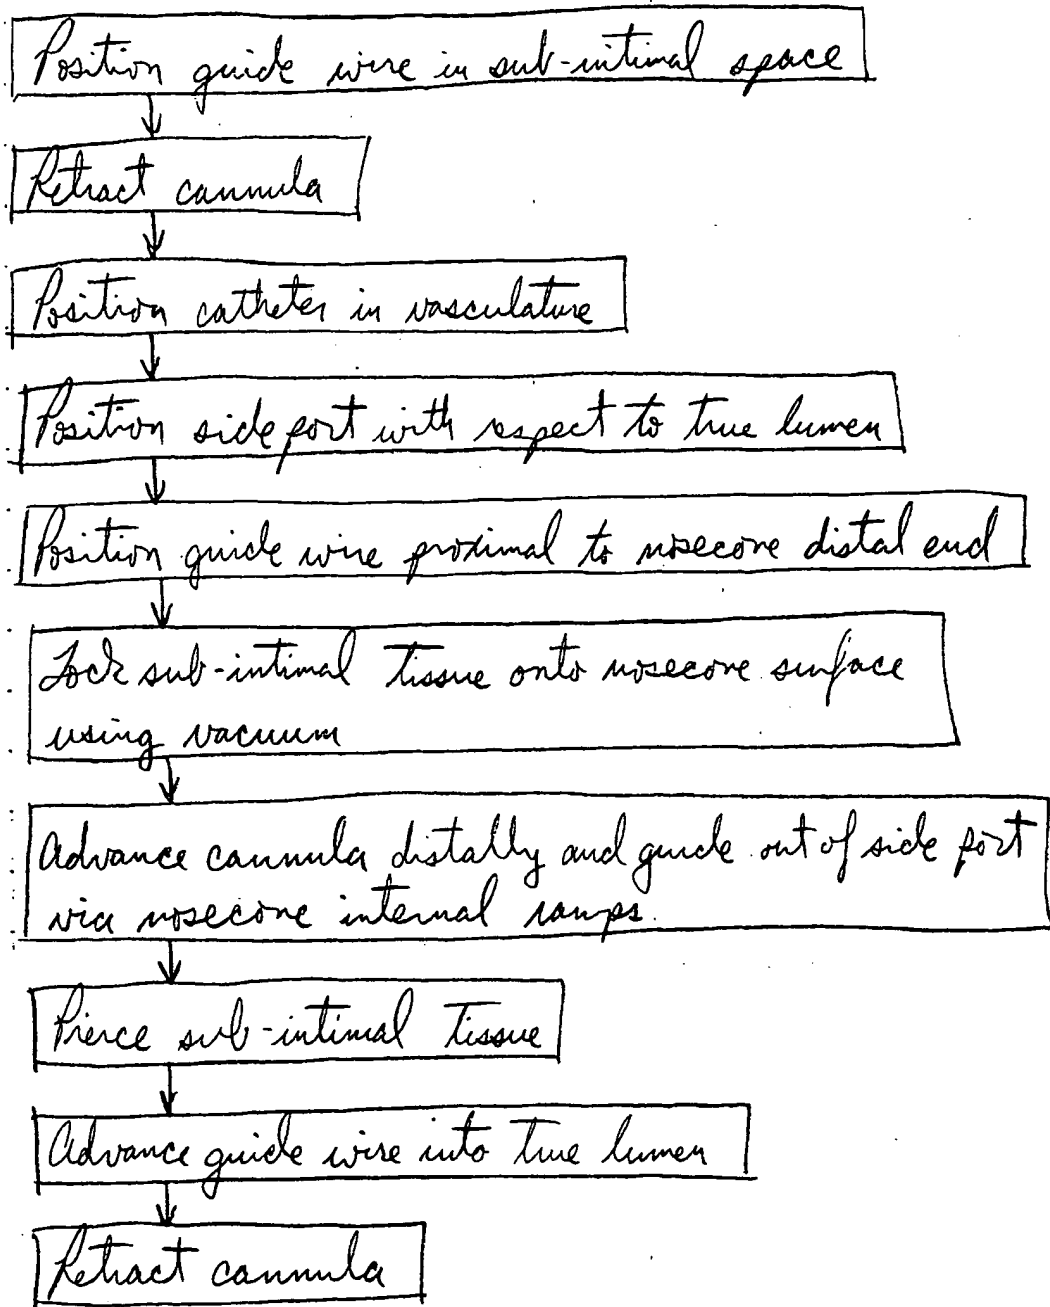 Position guide wire in sub-intimal space
Retract cannula
Position catheter in vasculature
Position side port with respect to true lumen
Position guide wire proximal to nosecone distal end
Lock sub-intimal tissue onto nosecone surface
using vacuum
Advance cannula distally and guide out of side port
via nosecone internal ramps
Pierce sub-intimal tissue
Advance guide wire into true lumen
Retract cannula